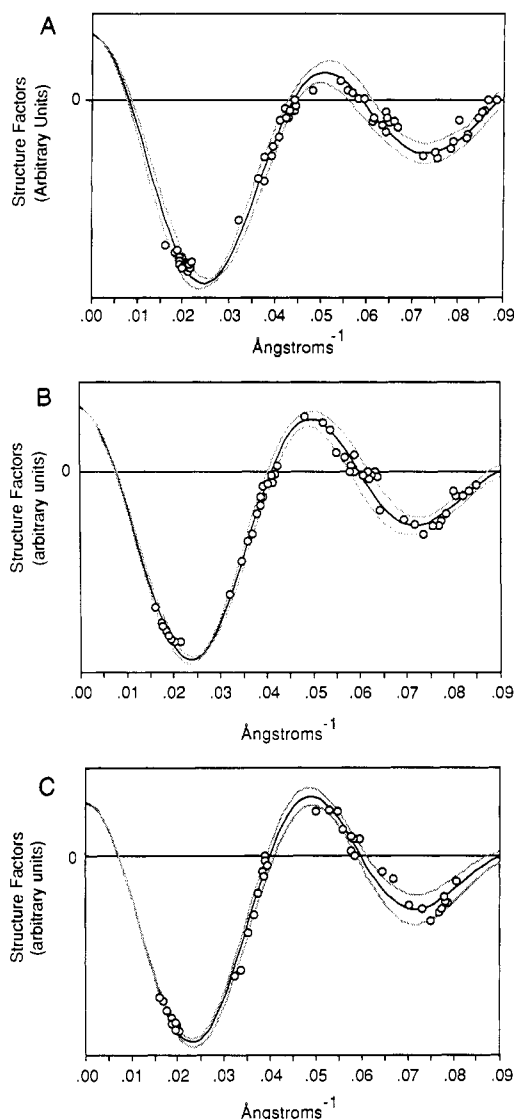 A
Structure Factors
(Arbitrary Units)
0
.00 .01 .02 .03 .04 .05 .06 .07 .08 .09
Ångstroms-1
B
Structure Factors
(arbitrary units)
0
.00 .01 .02 .03 .04 .05 .06 .07 .08 .09
Ångstroms-1
C
Structure Factors
(arbitrary units)
0
.00 .01 .02 .03 .04 .05 .06 .07 .08 .09
Ångstroms-1